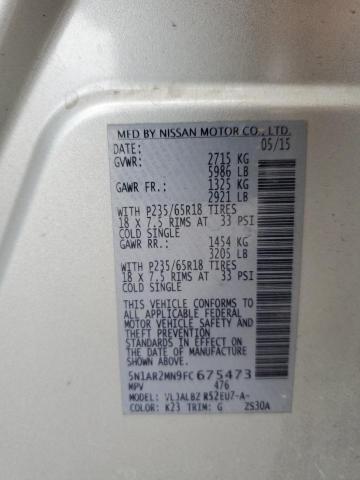 MFD BY NISSAN MOTOR CO., LTD.
DATE: 05/15
GVWR: 2715 KG
5986 LB
GAWR FR.: 1325 KG
2921 LB
WITH P235/65R18 TIRES
18 X 7.5 RIMS AT 33 PSI
COLD SINGLE
GAWR RR.: 1454 KG
3205 LB
WITH P235/65R18 TIRES
18 X 7.5 RIMS AT 33 PSI
COLD SINGLE
THIS VEHICLE CONFORMS TO
ALL APPLICABLE FEDERAL
MOTOR VEHICLE SAFETY
AND THEFT PREVENTION
STANDARDS IN EFFECT ON
THE DATE OF MANUFACTURE
SHOWN ABOVE.
5N1AR2MN9FC675473
MPV 476
MODEL: R52EUZ-A-
COLOR: K23 TRIM: G ZS30A